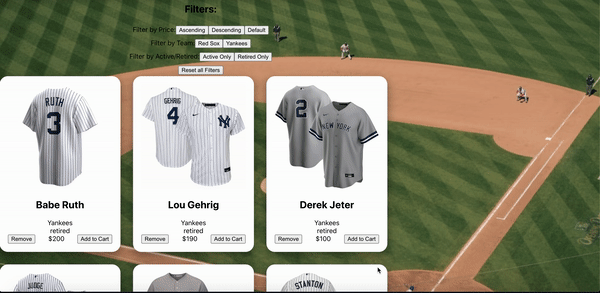 Filters:
Filter by Price: Ascending Descending Default
Filter by Team: Red Sox Yankees
Filter by Active/Retired: Active Only Retired Only
Reset all Filters
RUTH
3
GEHRIG
4
NY
2
NEW YORK
Babe Ruth
Lou Gehrig
Derek Jeter
Yankees
retired
Remove $200 Add to Cart
Yankees
retired
Remove $190 Add to Cart
Yankees
retired
Remove $100 Add to Cart
JUDGE
STANTON